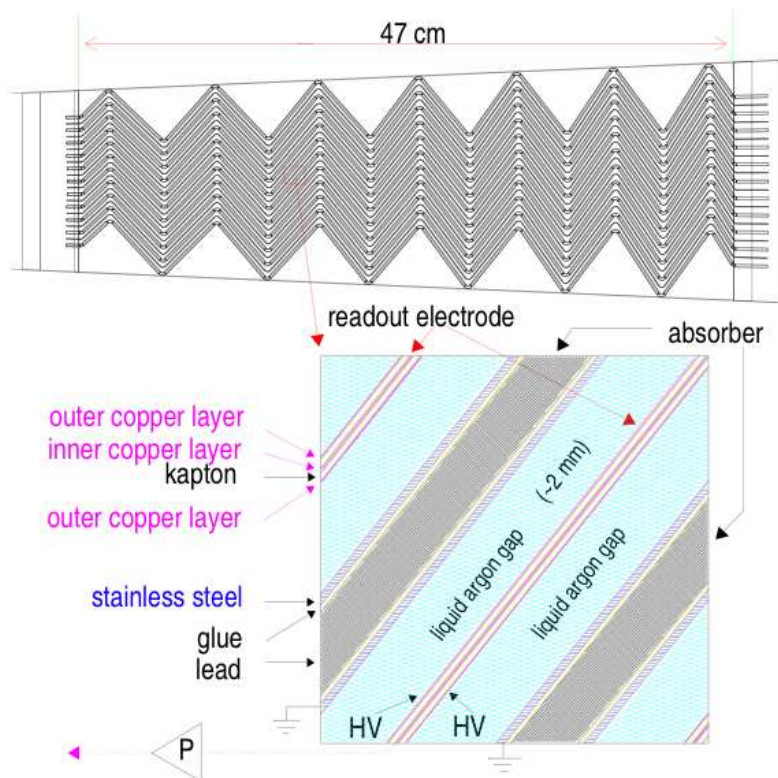 47 cm
readout electrode
absorber
outer copper layer
inner copper layer
kapton
outer copper layer
(~2 mm)
liquid argon gap
liquid argon gap
stainless steel
glue
lead
HV
HV
P